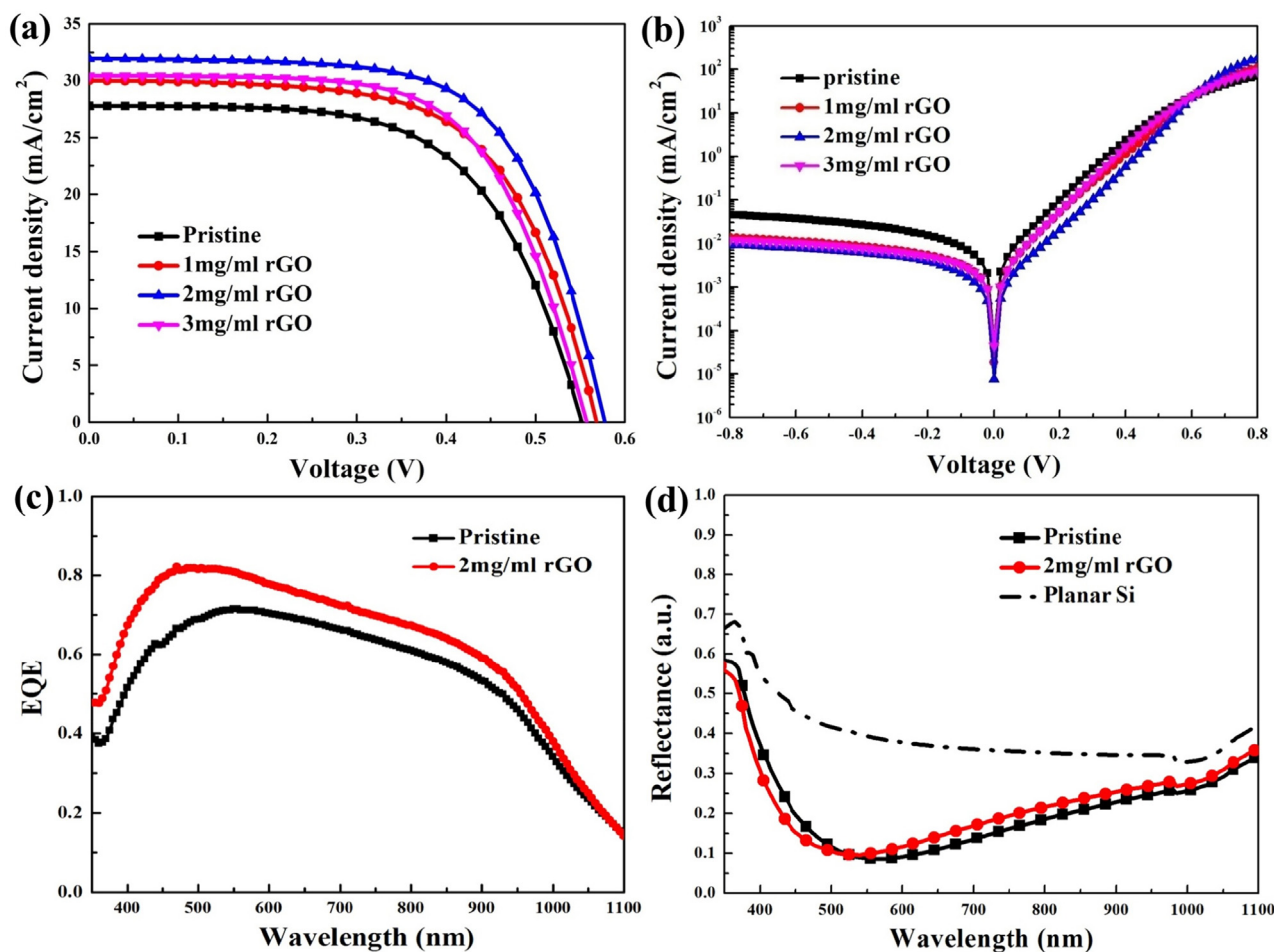 (a)
35
30
25
20
15
10
5
0
Current density (mA/cm²)
Pristine
1mg/ml rGO
2mg/ml rGO
3mg/ml rGO
0.0 0.1 0.2 0.3 0.4 0.5 0.6
Voltage (V)
(b)
10³
10²
10¹
10⁰
10⁻¹
10⁻²
10⁻³
10⁻⁴
10⁻⁵
10⁻⁶
Current density (mA/cm²)
pristine
1mg/ml rGO
2mg/ml rGO
3mg/ml rGO
-0.8 -0.6 -0.4 -0.2 0.0 0.2 0.4 0.6 0.8
Voltage (V)
(c)
1.0
0.8
0.6
0.4
0.2
0.0
EQE
Pristine
2mg/ml rGO
400 500 600 700 800 900 1000 1100
Wavelength (nm)
(d)
1.0
0.9
0.8
0.7
0.6
0.5
0.4
0.3
0.2
0.1
0.0
Reflectance (a.u.)
Pristine
2mg/ml rGO
Planar Si
400 500 600 700 800 900 1000 1100
Wavelength (nm)